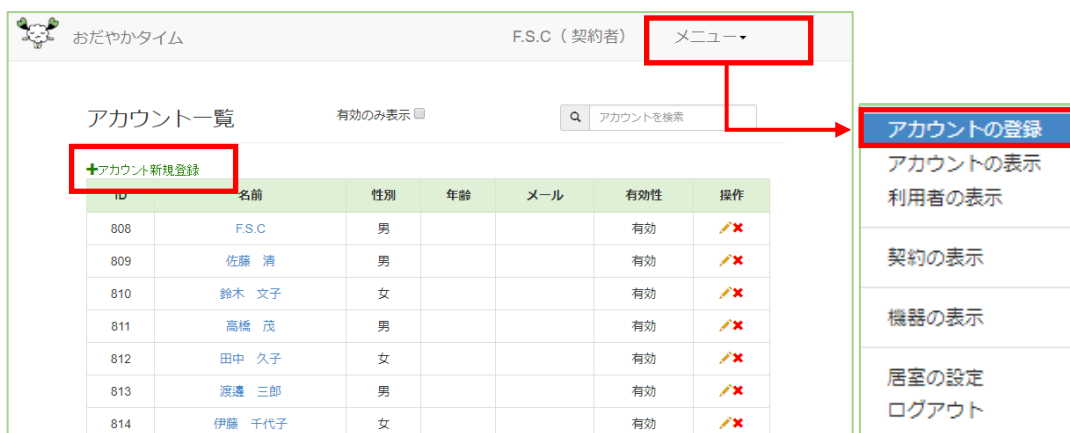 おだやかタイム F.S.C（ 契約者） メニュー
アカウント一覧 有効のみ表示 アカウントを検索
アカウント新規登録
ID 名前 性別 年齢 メール 有効性 操作
808 F.S.C 男 有効
809 佐藤 清 男 有効
810 鈴木 文子 女 有効
811 高橋 茂 男 有効
812 田中 久子 女 有効
813 渡邊 三郎 男 有効
814 伊藤 千代子 女 有効
アカウントの登録
アカウントの表示
利用者の表示
契約の表示
機器の表示
居室の設定
ログアウト